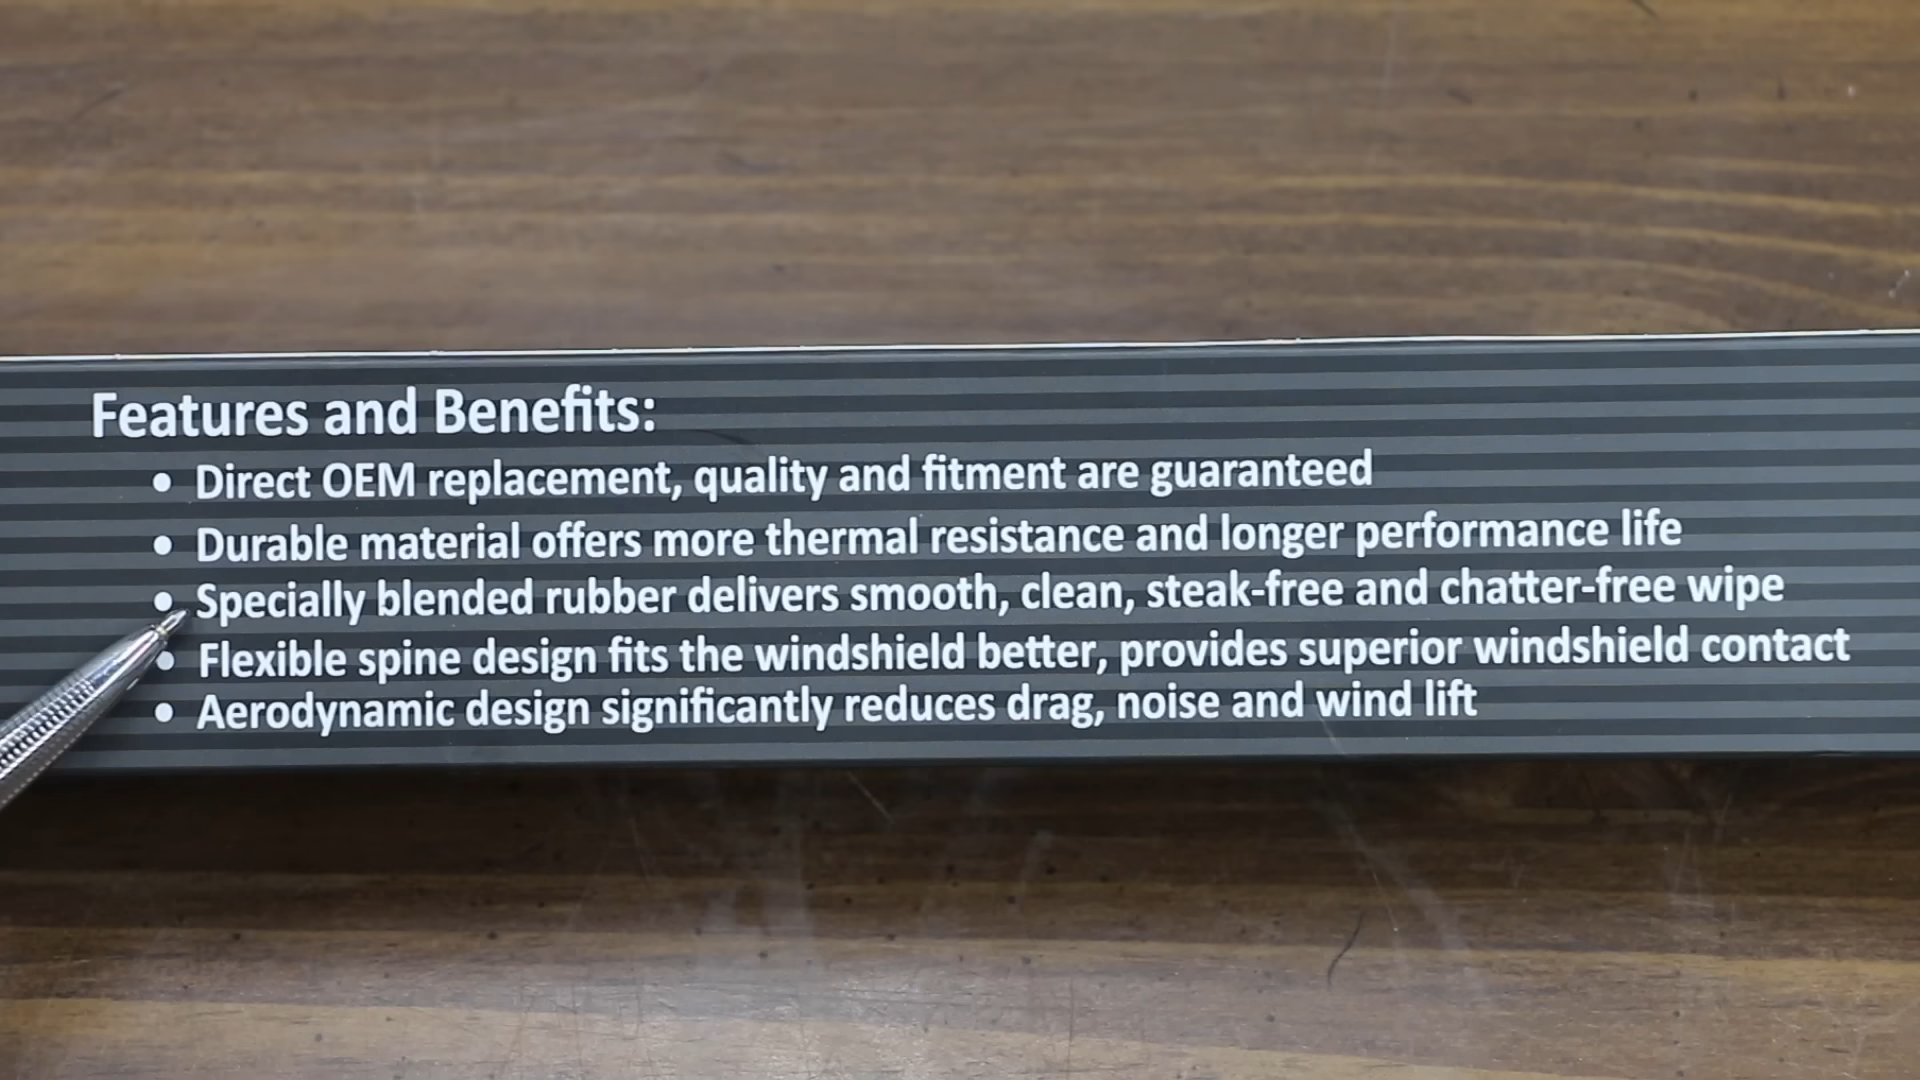 Features and Benefits:
• Direct OEM replacement, quality and fitment are guaranteed
• Durable material offers more thermal resistance and longer performance life
• Specially blended rubber delivers smooth, clean, steak-free and chatter-free wipe
• Flexible spine design fits the windshield better, provides superior windshield contact
• Aerodynamic design significantly reduces drag, noise and wind lift